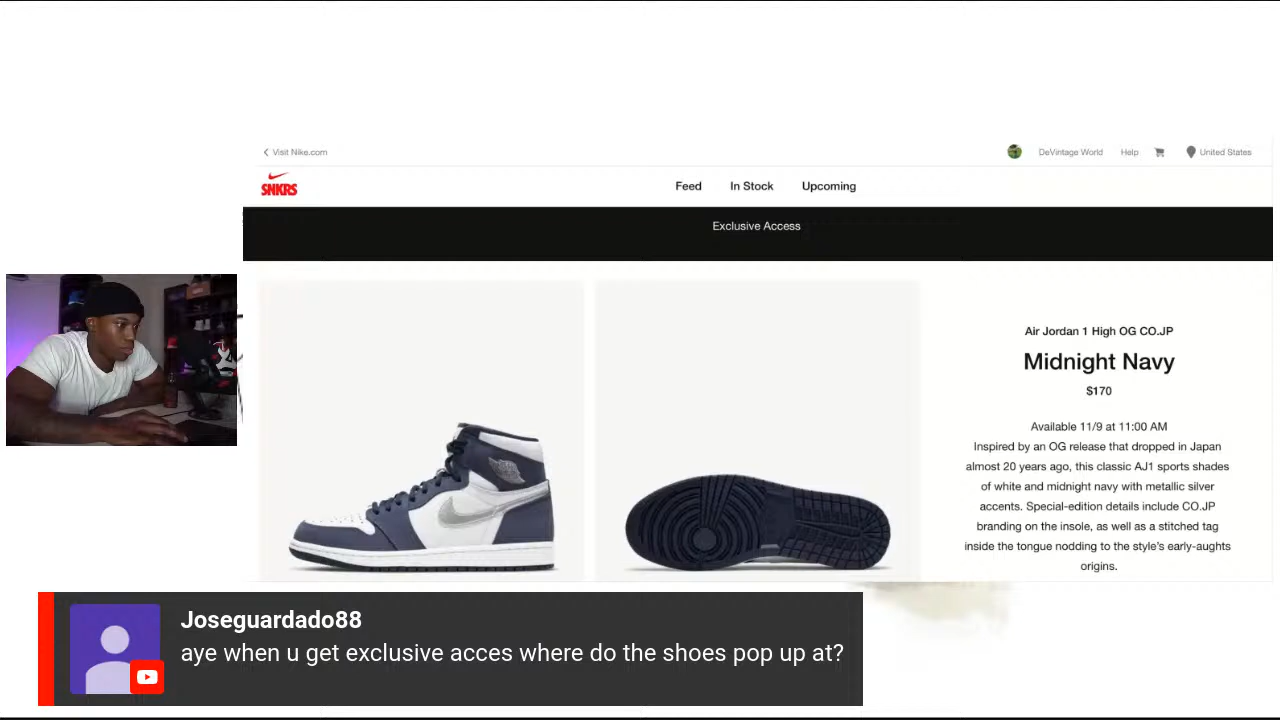 Visit Nike.com
DeVintage World Help United States
SNKRS
Feed In Stock Upcoming
Exclusive Access
Air Jordan 1 High OG CO.JP
Midnight Navy
$170
Available 11/9 at 11:00 AM
Inspired by an OG release that dropped in Japan
almost 20 years ago, this classic AJ1 sports shades
of white and midnight navy with metallic silver
accents. Special-edition details include CO.JP
branding on the insole, as well as a stitched tag
inside the tongue nodding to the style's early-aughts
origins.
Joseguardado88
aye when u get exclusive acces where do the shoes pop up at?